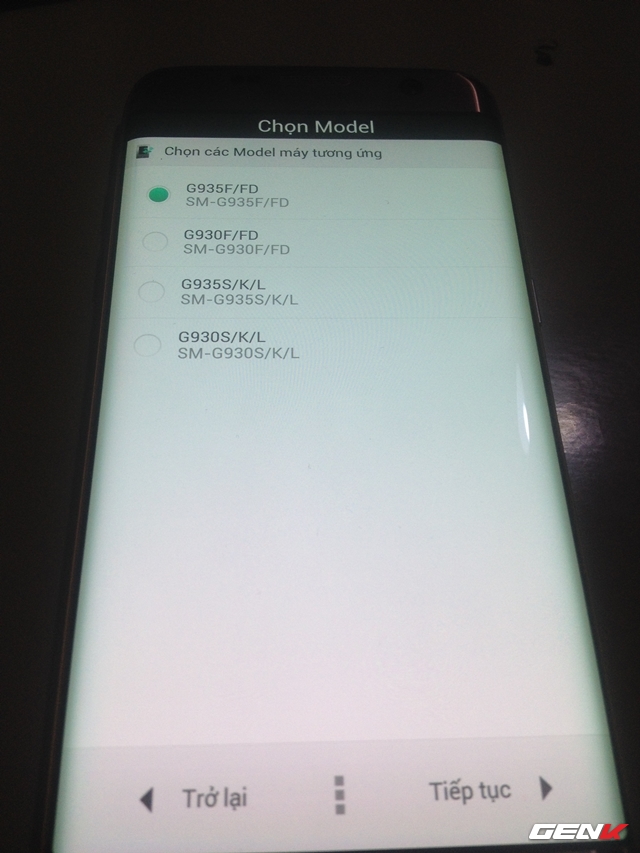 Chọn Model
Chọn các Model máy tương ứng
G935F/FD
SM-G935F/FD
G930F/FD
SM-G930F/FD
G935S/K/L
SM-G935S/K/L
G930S/K/L
SM-G930S/K/L
Trở lại
Tiếp tục
GENK